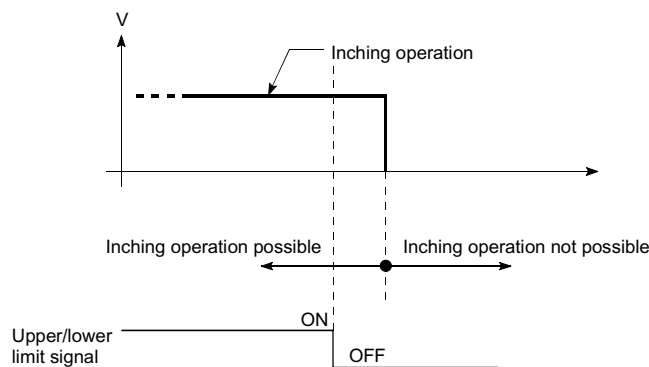 V
Inching operation
Inching operation possible
Inching operation not possible
ON
Upper/lower
limit signal
OFF